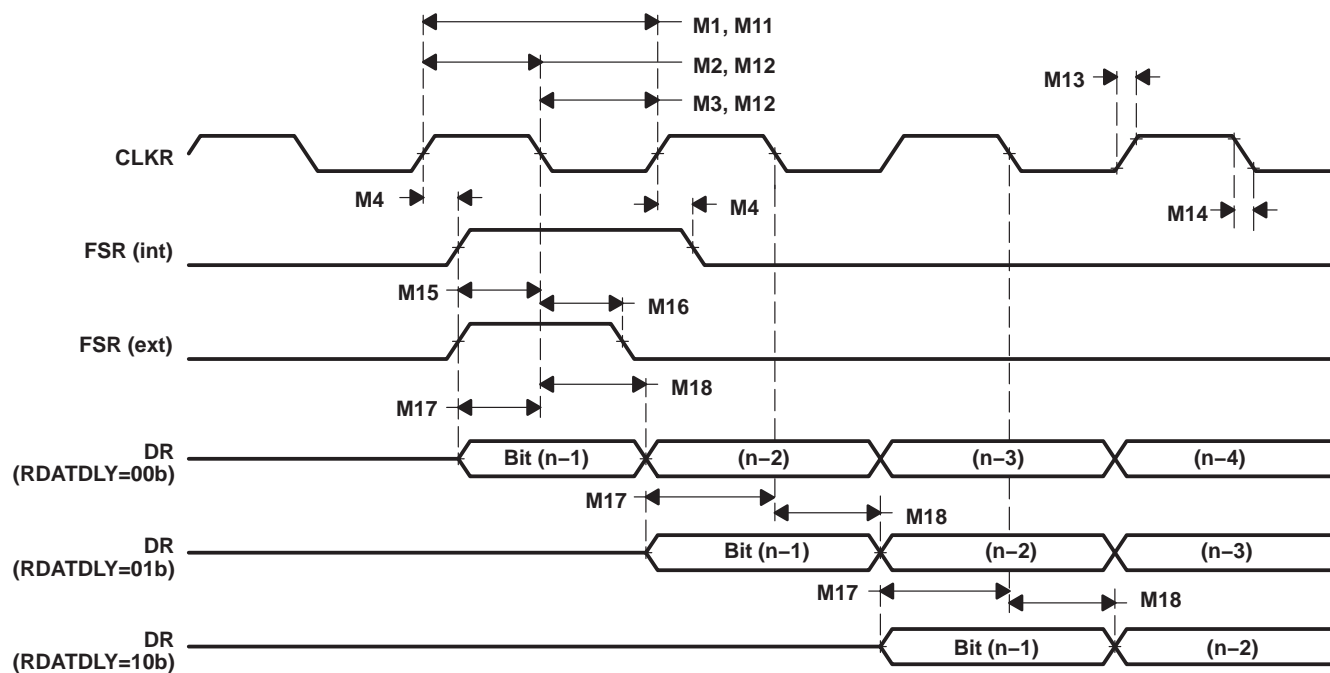 M1, M11
M2, M12
M13
M3, M12
CLKR
M4
M4
M14
FSR (int)
M15
M16
FSR (ext)
M18
M17
DR
(RDATDLY=00b)
Bit (n−1)
(n−2)
(n−3)
(n−4)
M17
M18
DR
(RDATDLY=01b)
Bit (n−1)
(n−2)
(n−3)
M17
M18
DR
(RDATDLY=10b)
Bit (n−1)
(n−2)